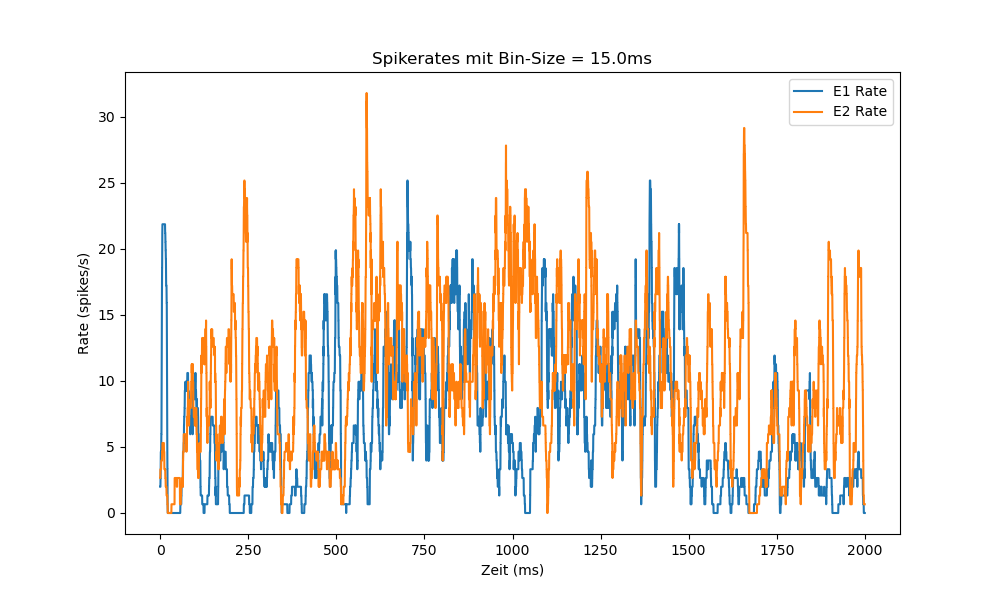 Spikerates mit Bin-Size = 15.0ms
E1 Rate
E2 Rate
Rate (spikes/s)
30
25
20
15
10
5
0
0 250 500 750 1000 1250 1500 1750 2000
Zeit (ms)